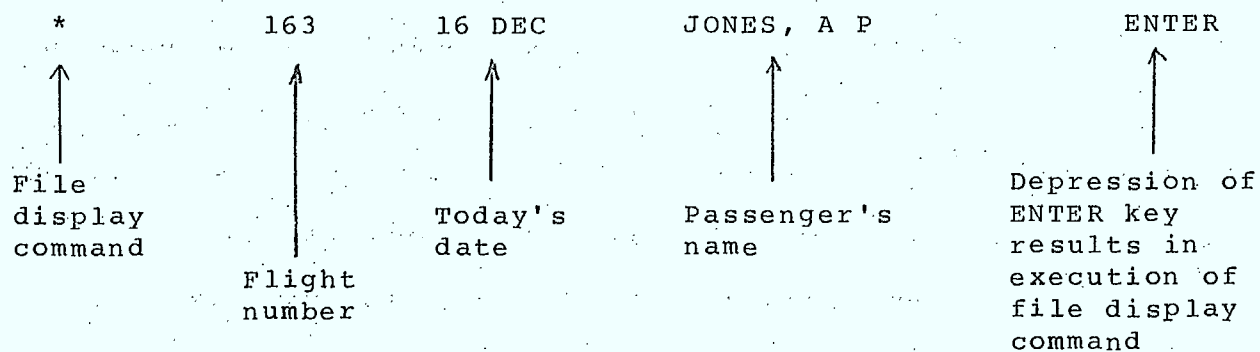 * 163 16 DEC JONES, A P ENTER
File
display
command
Flight
number
Today's
date
Passenger's
name
Depression of
ENTER key
results in
execution of
file display
command